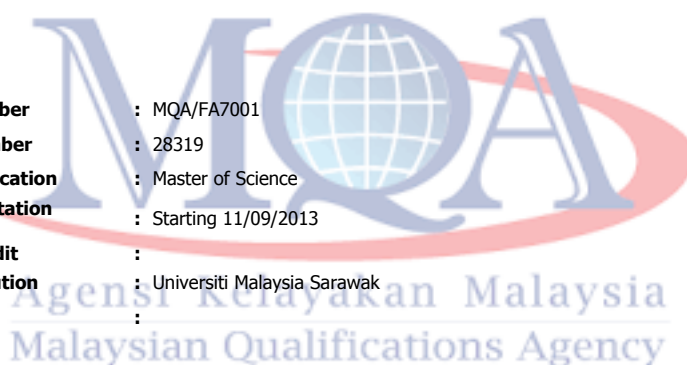 MQA
ber : MQA/FA7001
ber : 28319
cation : Master of Science
tation : Starting 11/09/2013
dit :
tion : Universiti Malaysia Sarawak
:
Agensi Kelayakan Malaysia
Malaysian Qualifications Agency